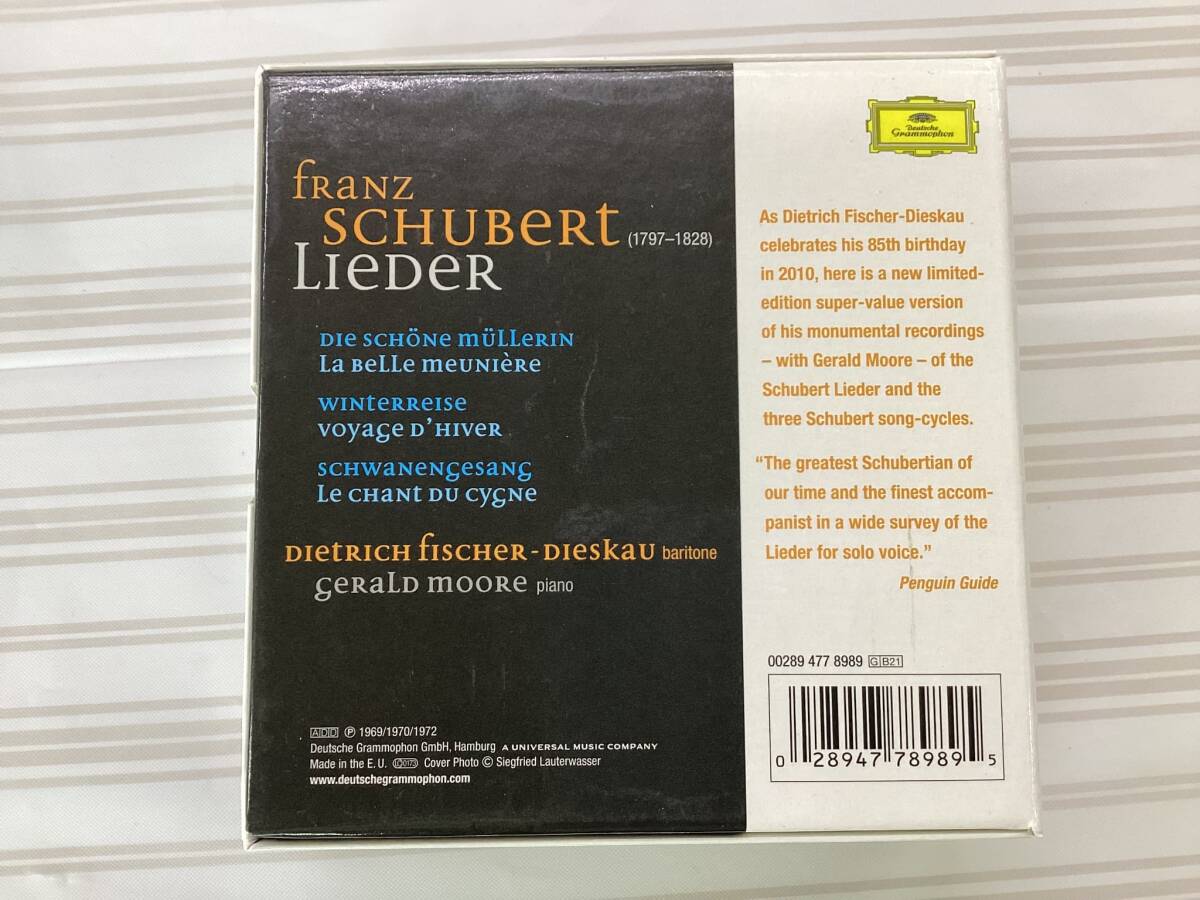 franz
schubert (1797–1828)
Lieder
Die schöne Müllerin
La Belle Meunière
Winterreise
Voyage d'hiver
Schwanengesang
Le Chant du cygne
Dietrich Fischer-Dieskau baritone
Gerald Moore piano
ADD ℗ 1969/1970/1972
Deutsche Grammophon GmbH, Hamburg A UNIVERSAL MUSIC COMPANY
Made in the E. U. LC0173 Cover Photo © Siegfried Lauterwasser
www.deutschegrammophon.com
Deutsche
Grammophon
As Dietrich Fischer-Dieskau
celebrates his 85th birthday
in 2010, here is a new limited-
edition super-value version
of his monumental recordings
– with Gerald Moore – of the
Schubert Lieder and the
three Schubert song-cycles.
“The greatest Schubertian of
our time and the finest accom-
panist in a wide survey of the
Lieder for solo voice.”
Penguin Guide
00289 477 8989 G B21
0 28947 78989 5